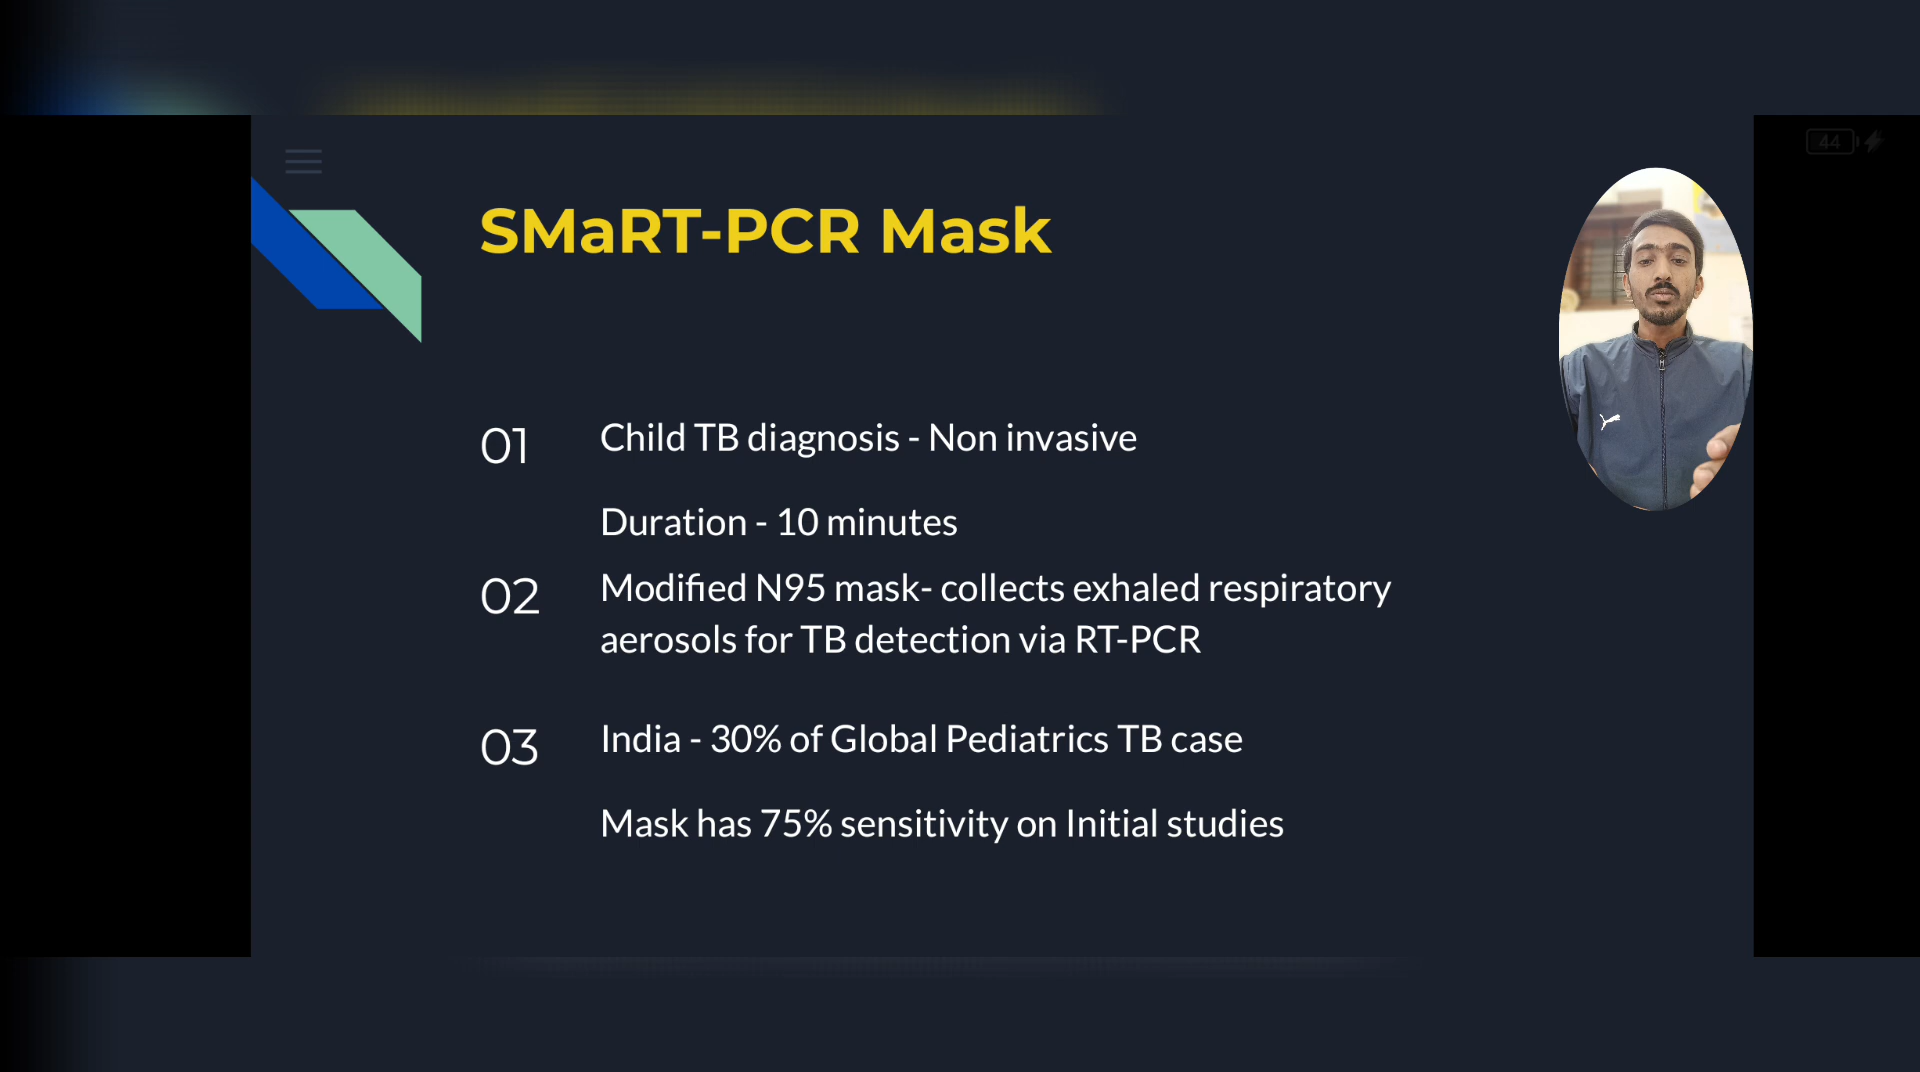 44
SMaRT-PCR Mask
01
Child TB diagnosis - Non invasive
Duration - 10 minutes
02
Modified N95 mask- collects exhaled respiratory
aerosols for TB detection via RT-PCR
03
India - 30% of Global Pediatrics TB case
Mask has 75% sensitivity on Initial studies